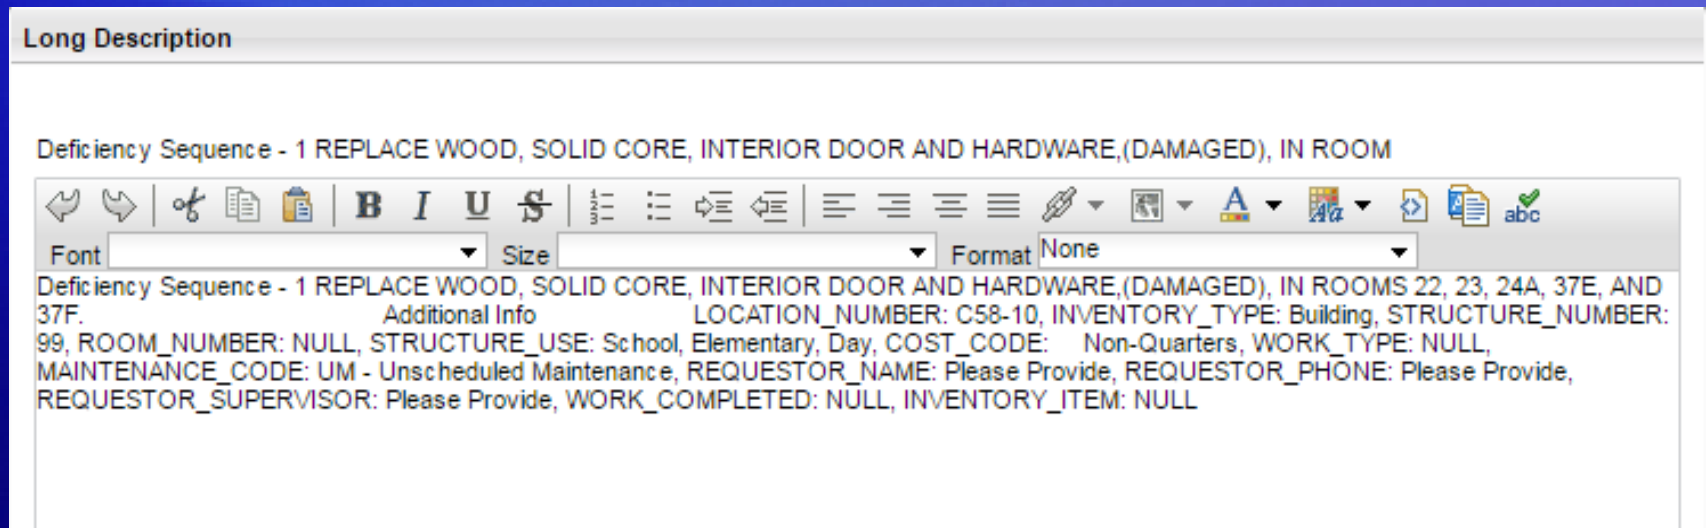 Long Description
Deficiency Sequence - 1 REPLACE WOOD, SOLID CORE, INTERIOR DOOR AND HARDWARE,(DAMAGED), IN ROOM
B I U S abc
Font Size Format None
Deficiency Sequence - 1 REPLACE WOOD, SOLID CORE, INTERIOR DOOR AND HARDWARE,(DAMAGED), IN ROOMS 22, 23, 24A, 37E, AND
37F. Additional Info LOCATION_NUMBER: C58-10, INVENTORY_TYPE: Building, STRUCTURE_NUMBER:
99, ROOM_NUMBER: NULL, STRUCTURE_USE: School, Elementary, Day, COST_CODE: Non-Quarters, WORK_TYPE: NULL,
MAINTENANCE_CODE: UM - Unscheduled Maintenance, REQUESTOR_NAME: Please Provide, REQUESTOR_PHONE: Please Provide,
REQUESTOR_SUPERVISOR: Please Provide, WORK_COMPLETED: NULL, INVENTORY_ITEM: NULL